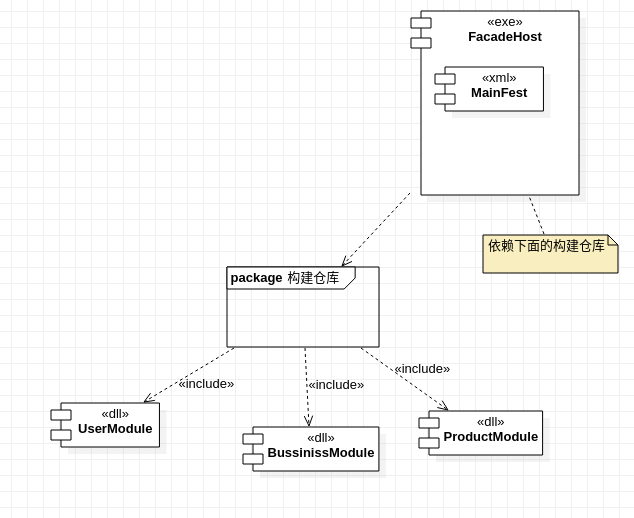 «exe»
FacadeHost
«xml»
MainFest
依赖下面的构建仓库
package 构建仓库
«include»
«include»
«include»
«dll»
UserModule
«dll»
BussinissModule
«dll»
ProductModule